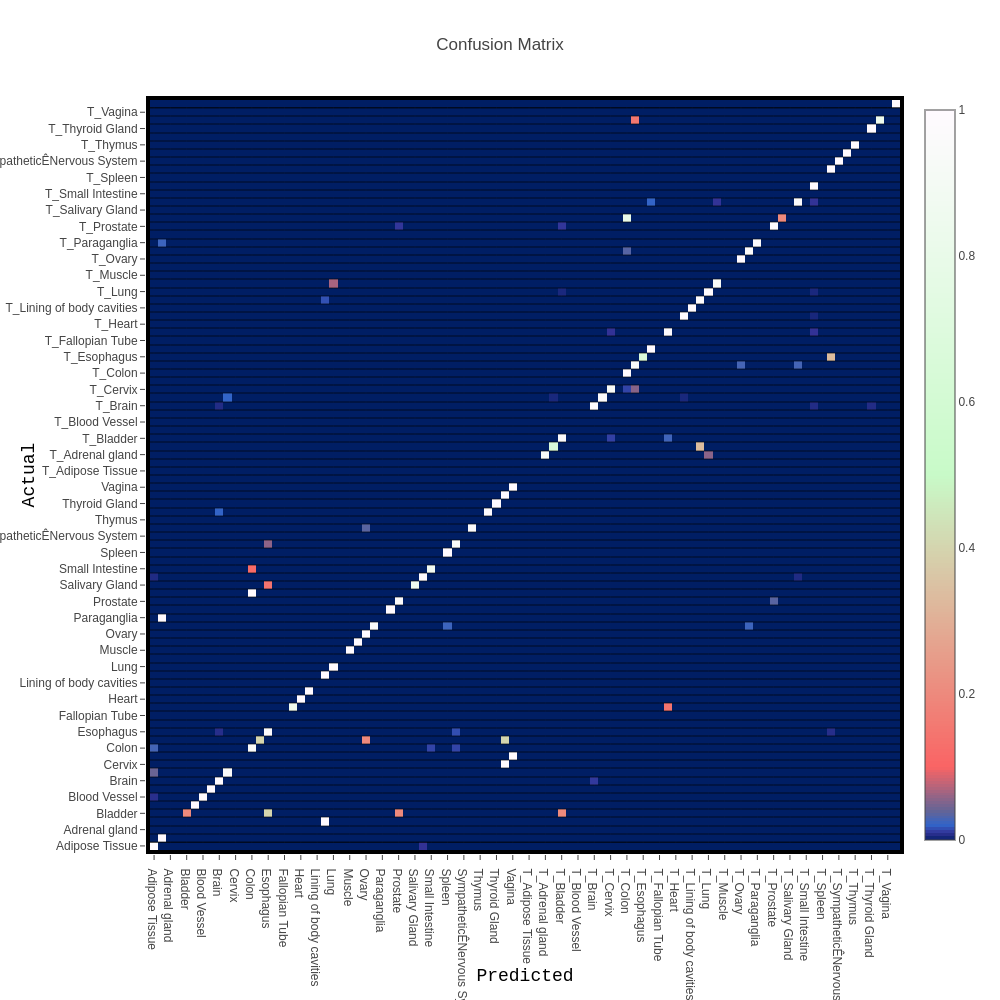 Confusion Matrix
T_Vagina
T_Thyroid Gland
T_Thymus
patheticÊNervous System
T_Spleen
T_Small Intestine
T_Salivary Gland
T_Prostate
T_Paraganglia
T_Ovary
T_Muscle
T_Lung
T_Lining of body cavities
T_Heart
T_Fallopian Tube
T_Esophagus
T_Colon
T_Cervix
T_Brain
T_Blood Vessel
T_Bladder
T_Adrenal gland
T_Adipose Tissue
Vagina
Thyroid Gland
Thymus
patheticÊNervous System
Spleen
Small Intestine
Salivary Gland
Prostate
Paraganglia
Ovary
Muscle
Lung
Lining of body cavities
Heart
Fallopian Tube
Esophagus
Colon
Cervix
Brain
Blood Vessel
Bladder
Adrenal gland
Adipose Tissue
Actual
1
0.8
0.6
0.4
0.2
0
Adipose Tissue
Adrenal gland
Bladder
Blood Vessel
Brain
Cervix
Colon
Esophagus
Fallopian Tube
Heart
Lining of body cavities
Lung
Muscle
Ovary
Paraganglia
Prostate
Salivary Gland
Small Intestine
Spleen
SympatheticÊNervous Sy
Thymus
Thyroid Gland
Vagina
T_Adipose Tissue
T_Adrenal gland
T_Bladder
T_Blood Vessel
T_Brain
T_Cervix
T_Colon
T_Esophagus
T_Fallopian Tube
T_Heart
T_Lining of body cavities
T_Lung
T_Muscle
T_Ovary
T_Paraganglia
T_Prostate
T_Salivary Gland
T_Small Intestine
T_Spleen
T_SympatheticÊNervous
T_Thymus
T_Thyroid Gland
T_Vagina
Predicted